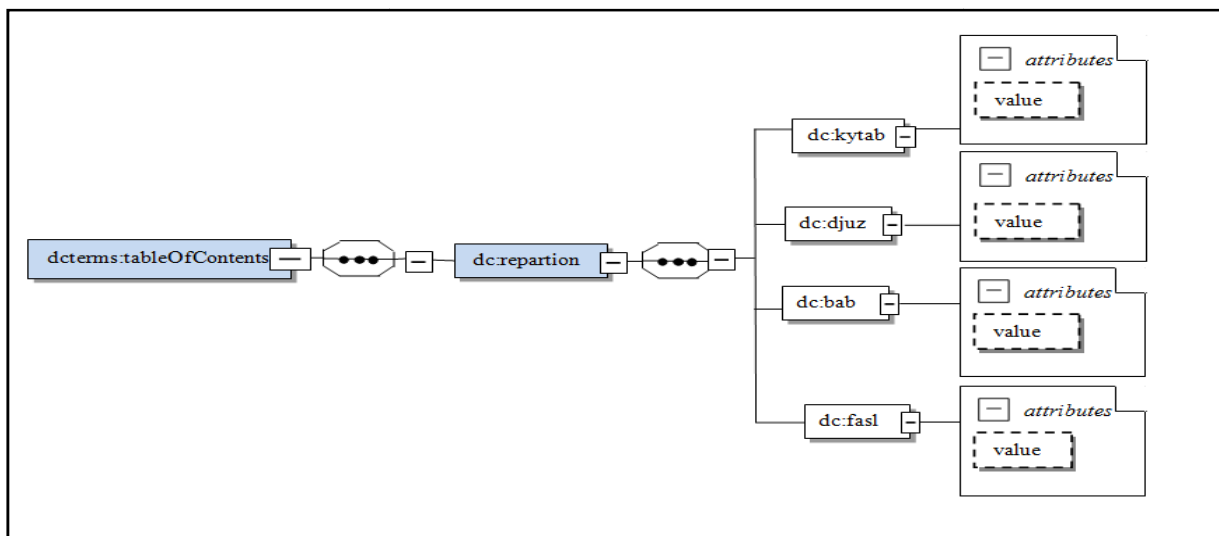 attributes
value
dc:kytab
attributes
dc:djuz
value
dcterms:tableOfContents
dc:repartion
attributes
dc:bab
value
attributes
dc:fasl
value